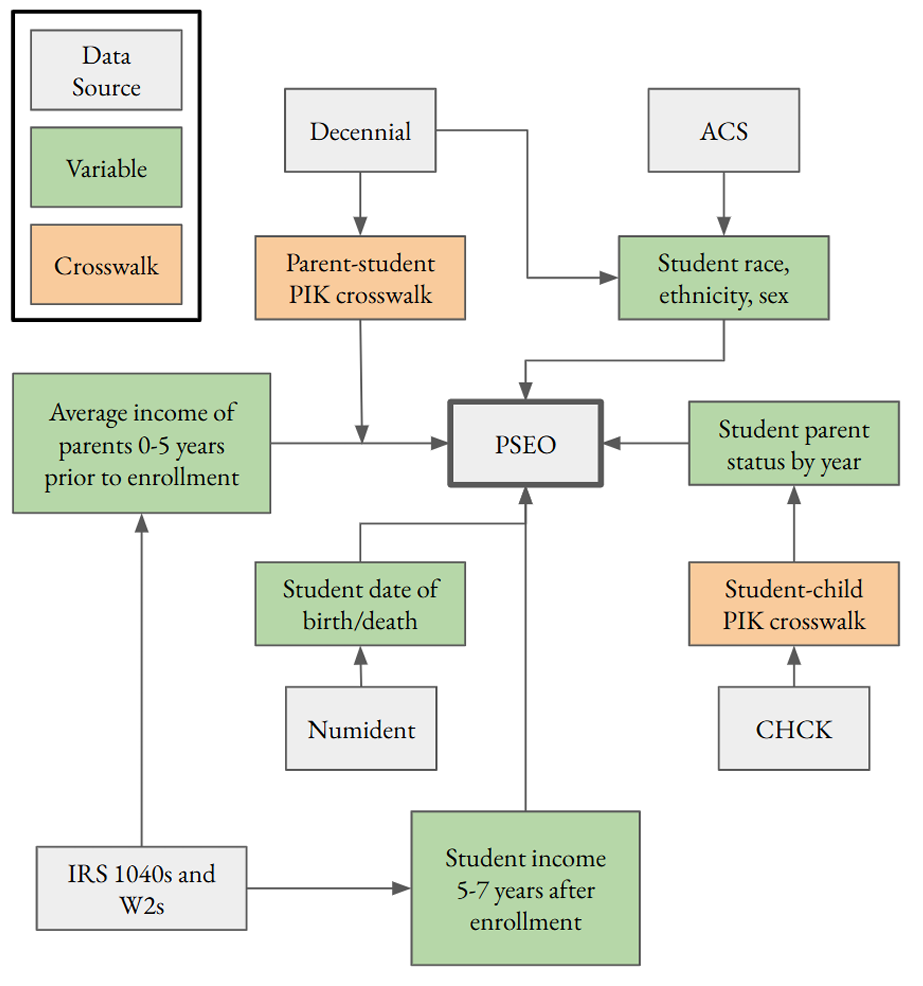 Data
Source
Variable
Crosswalk
Decennial
ACS
Parent-student
PIK crosswalk
Student race,
ethnicity, sex
Average income of
parents 0-5 years
prior to enrollment
PSEO
Student parent
status by year
Student date of
birth/death
Student-child
PIK crosswalk
Numident
CHCK
IRS 1040s and
W2s
Student income
5-7 years after
enrollment